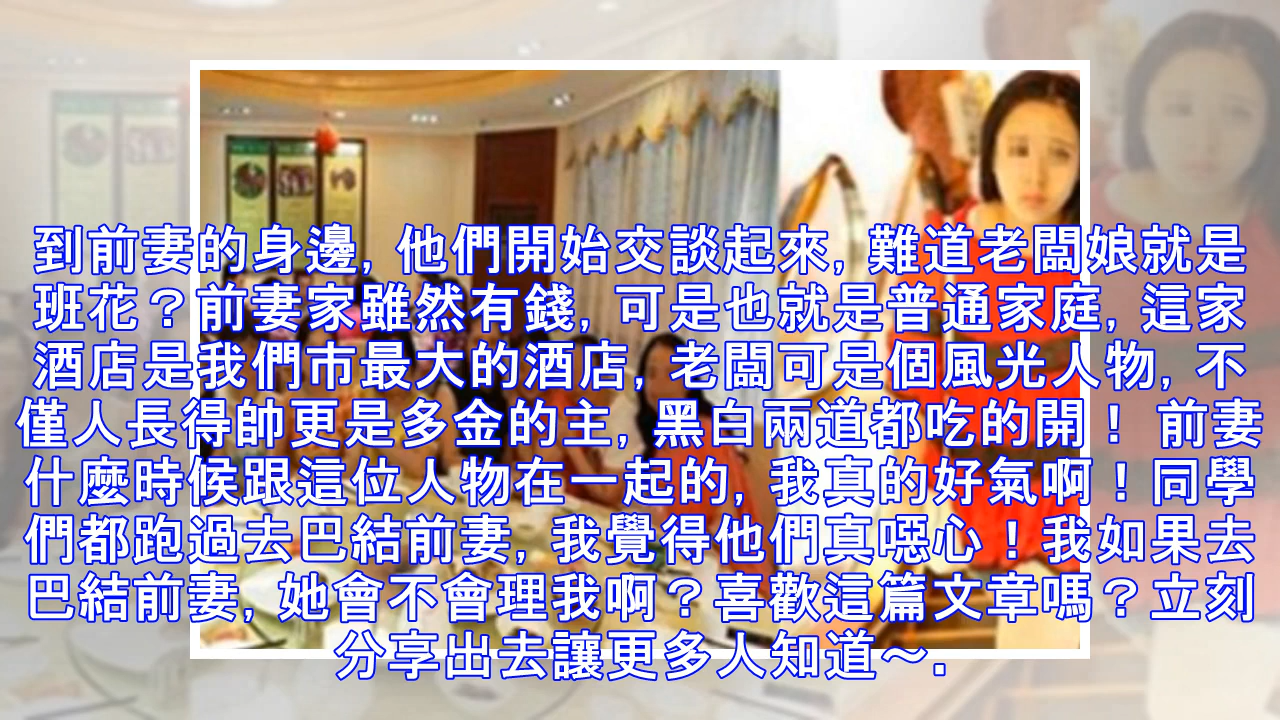 到前妻的身邊, 他們開始交談起來, 難道老闆娘就是
班花？前妻家雖然有錢, 可是也就是普通家庭, 這家
酒店是我們市最大的酒店, 老闆可是個風光人物, 不
僅人長得帥更是多金的主, 黑白兩道都吃的開！ 前妻
什麼時候跟這位人物在一起的, 我真的好氣啊！同學
們都跑過去巴結前妻, 我覺得他們真噁心！我如果去
巴結前妻, 她會不會理我啊？喜歡這篇文章嗎？立刻
分享出去讓更多人知道～.